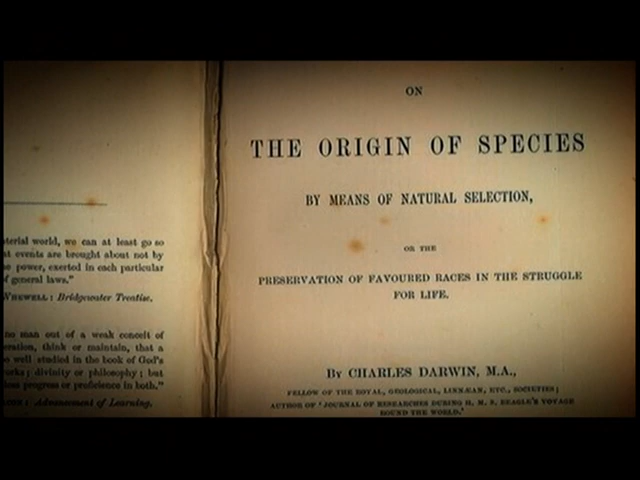 aterial world, we can at least go so
at events are brought about not by
e power, exerted in each particular
f general laws."
WHEWELL: Bridgewater Treatise.
no man out of a weak conceit of
eration, think or maintain, that a
o well studied in the book of God's
orks; divinity or philosophy; but
less progress or proficience in both."
Advancement of Learning.
ON
THE ORIGIN OF SPECIES
BY MEANS OF NATURAL SELECTION,
OR THE
PRESERVATION OF FAVOURED RACES IN THE STRUGGLE
FOR LIFE.
BY CHARLES DARWIN, M.A.,
FELLOW OF THE ROYAL, GEOLOGICAL, LINNÆAN, ETC., SOCIETIES;
AUTHOR OF 'JOURNAL OF RESEARCHES DURING H. M. S. BEAGLE'S VOYAGE
ROUND THE WORLD.'